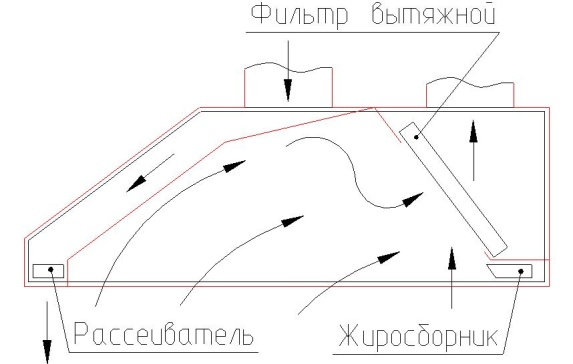 Фильтр вытяжной
Рассеиватель
Жиросборник